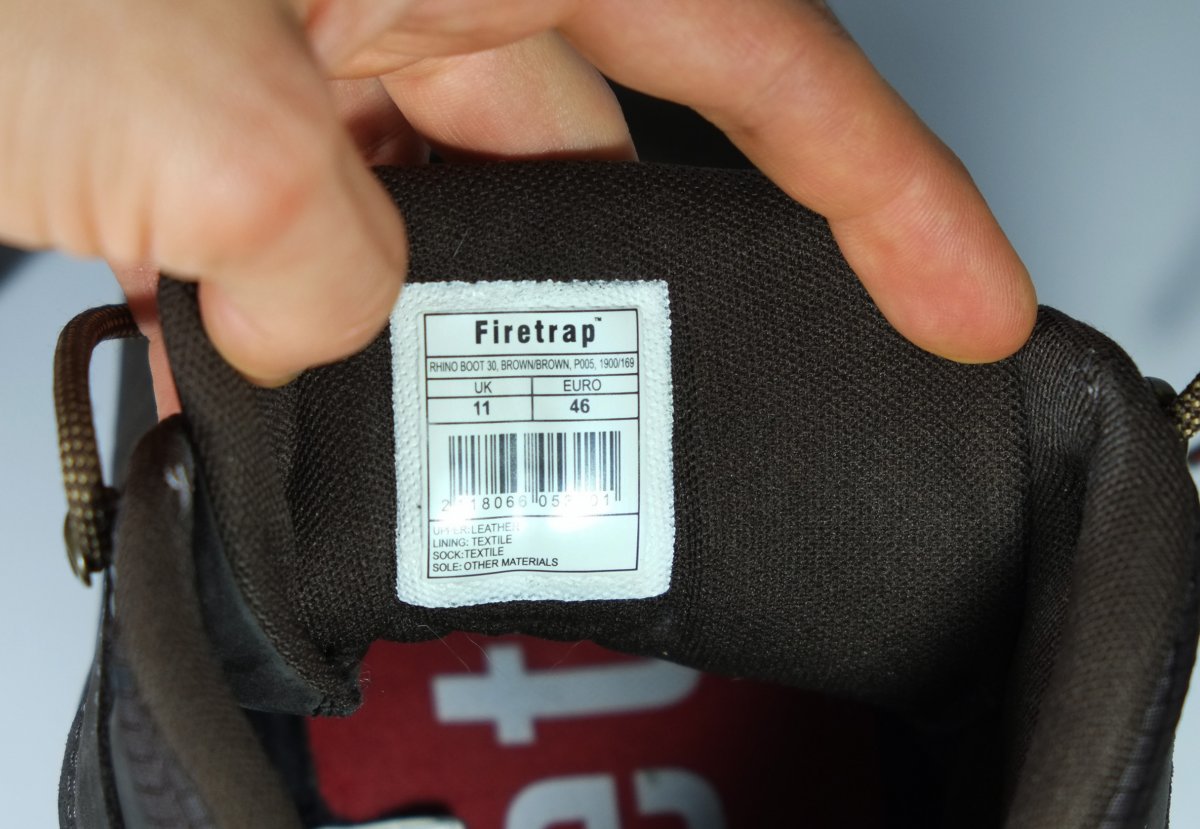 Firetrap™
RHINO BOOT 30, BROWN/BROWN, P005, 1900/169
UK EURO
11 46
UPPER:LEATHER
LINING: TEXTILE
SOCK:TEXTILE
SOLE: OTHER MATERIALS